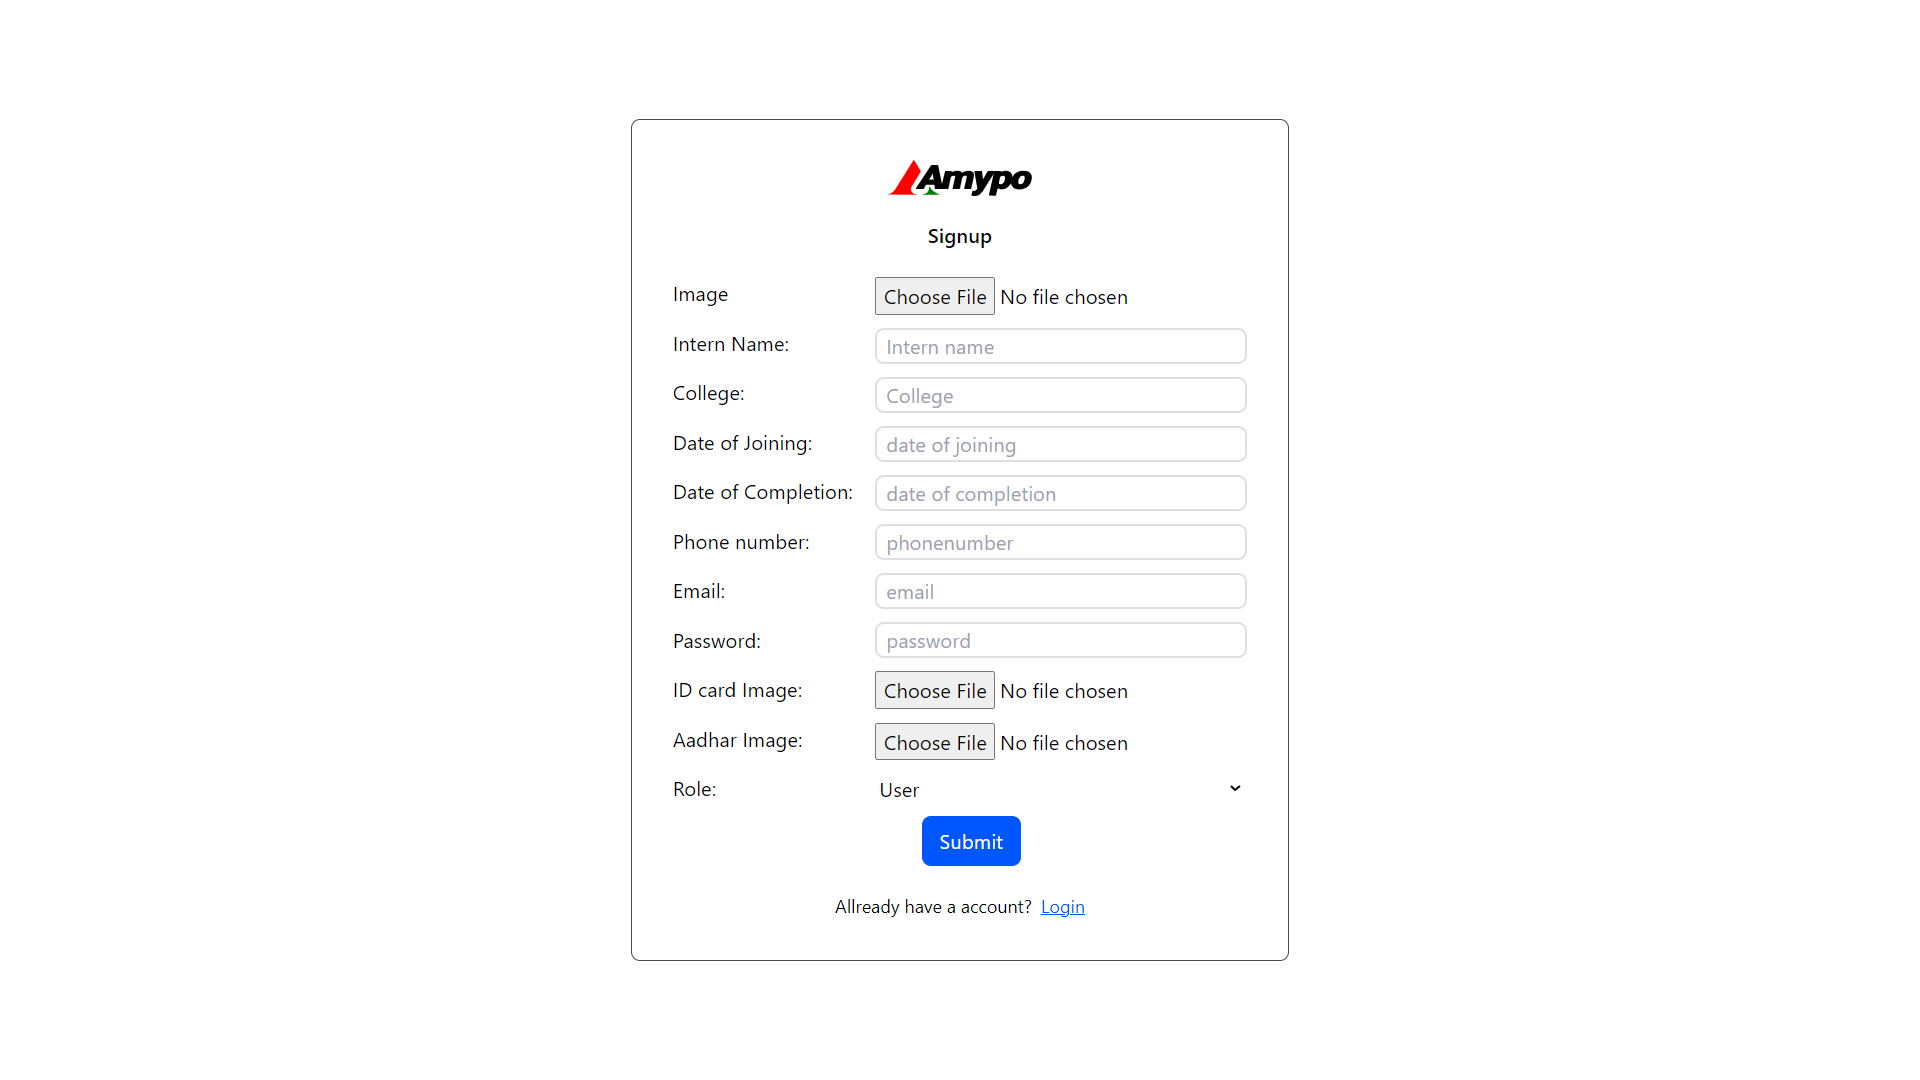 Amypo
Signup
Image Choose File No file chosen
Intern Name: Intern name
College: College
Date of Joining: date of joining
Date of Completion: date of completion
Phone number: phonenumber
Email: email
Password: password
ID card Image: Choose File No file chosen
Aadhar Image: Choose File No file chosen
Role: User
Submit
Allready have a account? Login